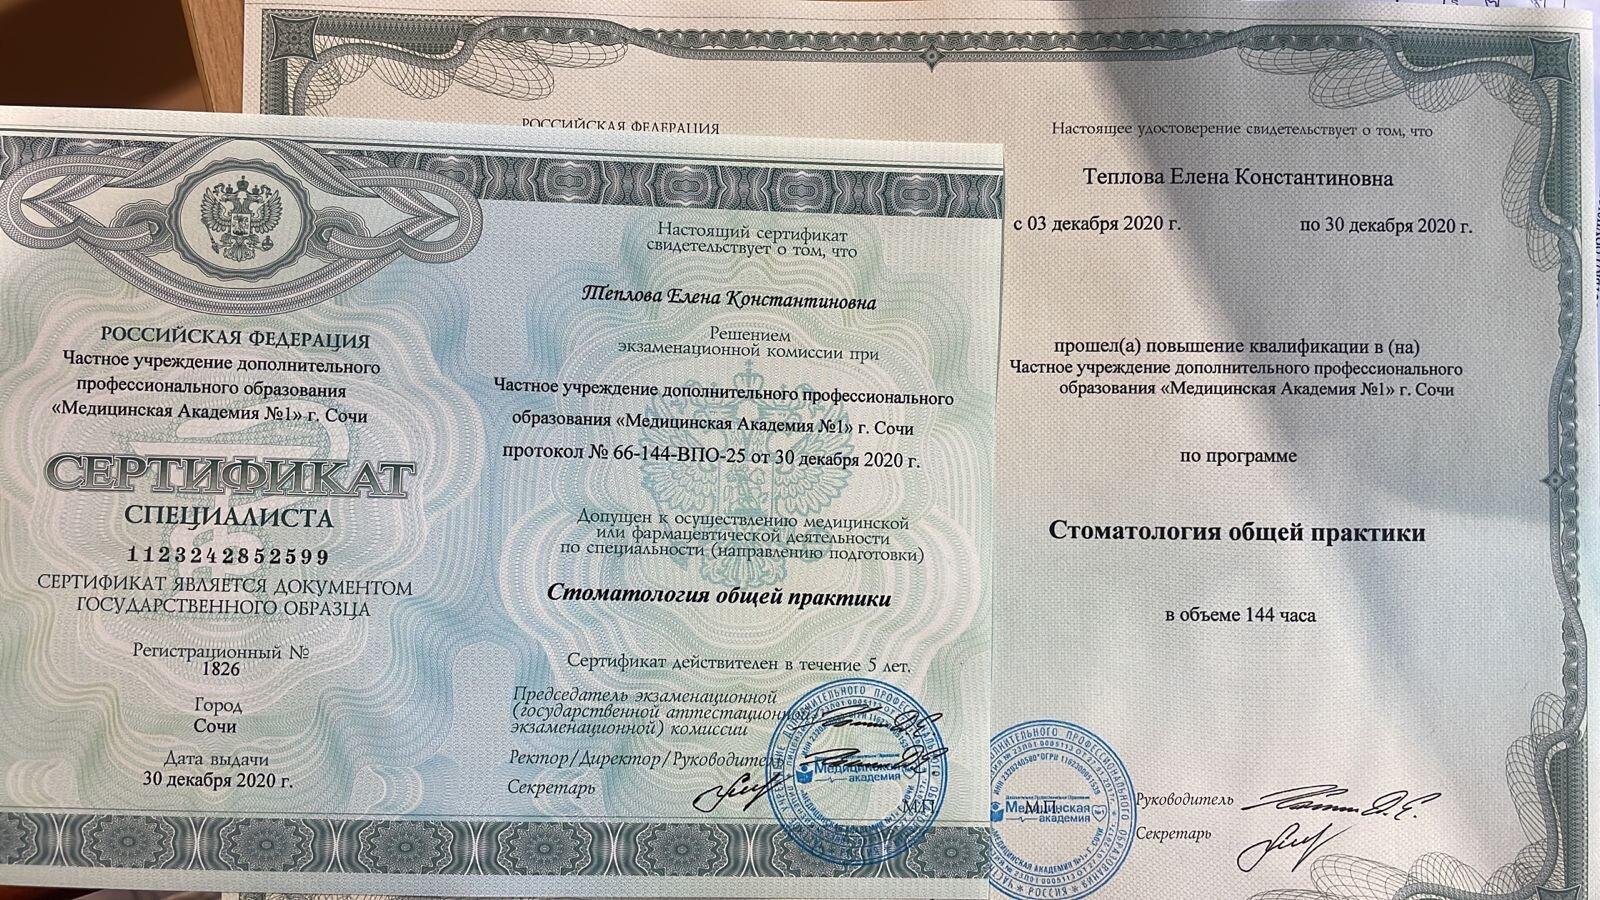 РОССИЙСКАЯ ФЕДЕРАЦИЯ
Частное учреждение дополнительного
профессионального образования
«Медицинская Академия №1» г. Сочи
СЕРТИФИКАТ
СПЕЦИАЛИСТА
1123242852599
СЕРТИФИКАТ ЯВЛЯЕТСЯ ДОКУМЕНТОМ
ГОСУДАРСТВЕННОГО ОБРАЗЦА
Регистрационный №
1826
Город
Сочи
Дата выдачи
30 декабря 2020 г.
Настоящий сертификат
свидетельствует о том, что
Теплова Елена Константиновна
Решением
экзаменационной комиссии при
Частное учреждение дополнительного профессионального
образования «Медицинская Академия №1» г. Сочи
протокол № 66-144-ВПО-25 от 30 декабря 2020 г.
Допущен к осуществлению медицинской
или фармацевтической деятельности
по специальности (направлению подготовки)
Стоматология общей практики
Сертификат действителен в течение 5 лет.
Председатель экзаменационной
(государственной аттестационной,
экзаменационной) комиссии
Ректор/Директор/Руководитель
Секретарь
Медицинская
академия
М.П.
РОССИЙСКАЯ ФЕДЕРАЦИЯ
Настоящее удостоверение свидетельствует о том, что
Теплова Елена Константиновна
с 03 декабря 2020 г. по 30 декабря 2020 г.
прошел(а) повышение квалификации в (на)
Частное учреждение дополнительного профессионального
образования «Медицинская Академия №1» г. Сочи
по программе
Стоматология общей практики
в объеме 144 часа
Медицинская
академия
М.П.
Руководитель
Секретарь